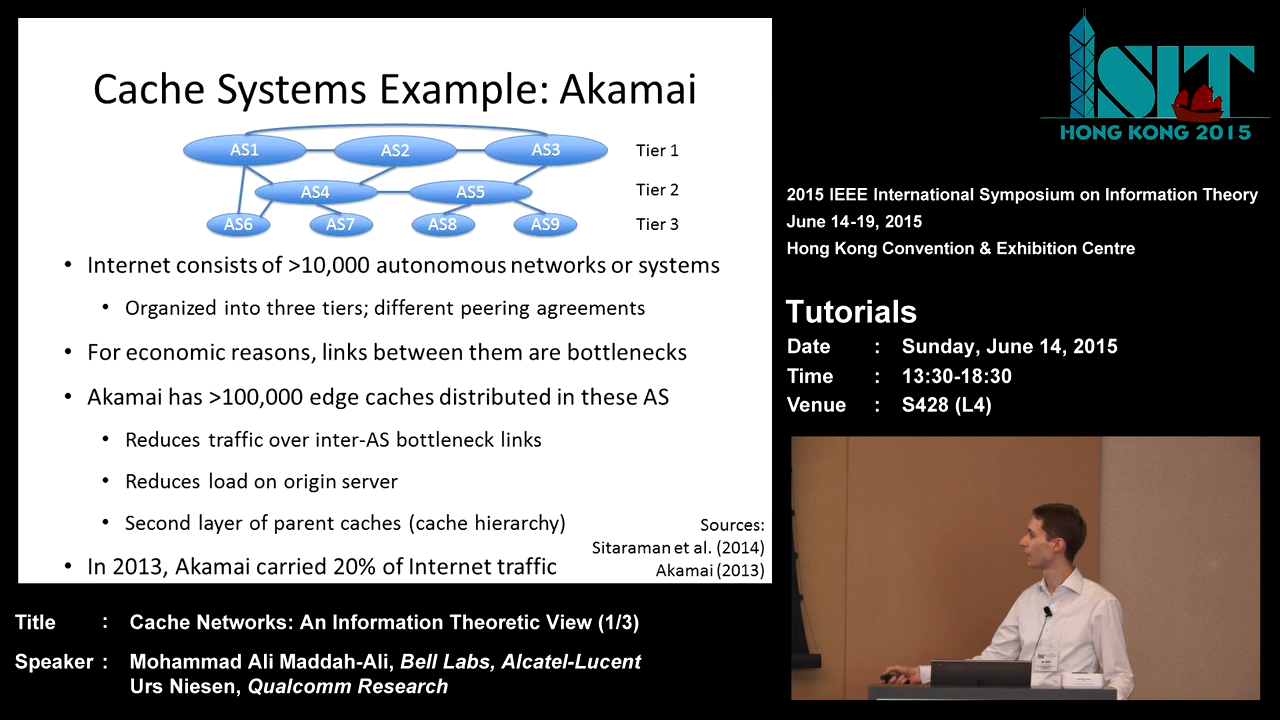 Cache Systems Example: Akamai
AS1 AS2 AS3 Tier 1
AS4 AS5 Tier 2
AS6 AS7 AS8 AS9 Tier 3
• Internet consists of >10,000 autonomous networks or systems
• Organized into three tiers; different peering agreements
• For economic reasons, links between them are bottlenecks
• Akamai has >100,000 edge caches distributed in these AS
• Reduces traffic over inter-AS bottleneck links
• Reduces load on origin server
• Second layer of parent caches (cache hierarchy)
• In 2013, Akamai carried 20% of Internet traffic
Sources:
Sitaraman et al. (2014)
Akamai (2013)
ISIT
HONG KONG 2015
2015 IEEE International Symposium on Information Theory
June 14-19, 2015
Hong Kong Convention & Exhibition Centre
Tutorials
Date : Sunday, June 14, 2015
Time : 13:30-18:30
Venue : S428 (L4)
Title : Cache Networks: An Information Theoretic View (1/3)
Speaker : Mohammad Ali Maddah-Ali, Bell Labs, Alcatel-Lucent
Urs Niesen, Qualcomm Research